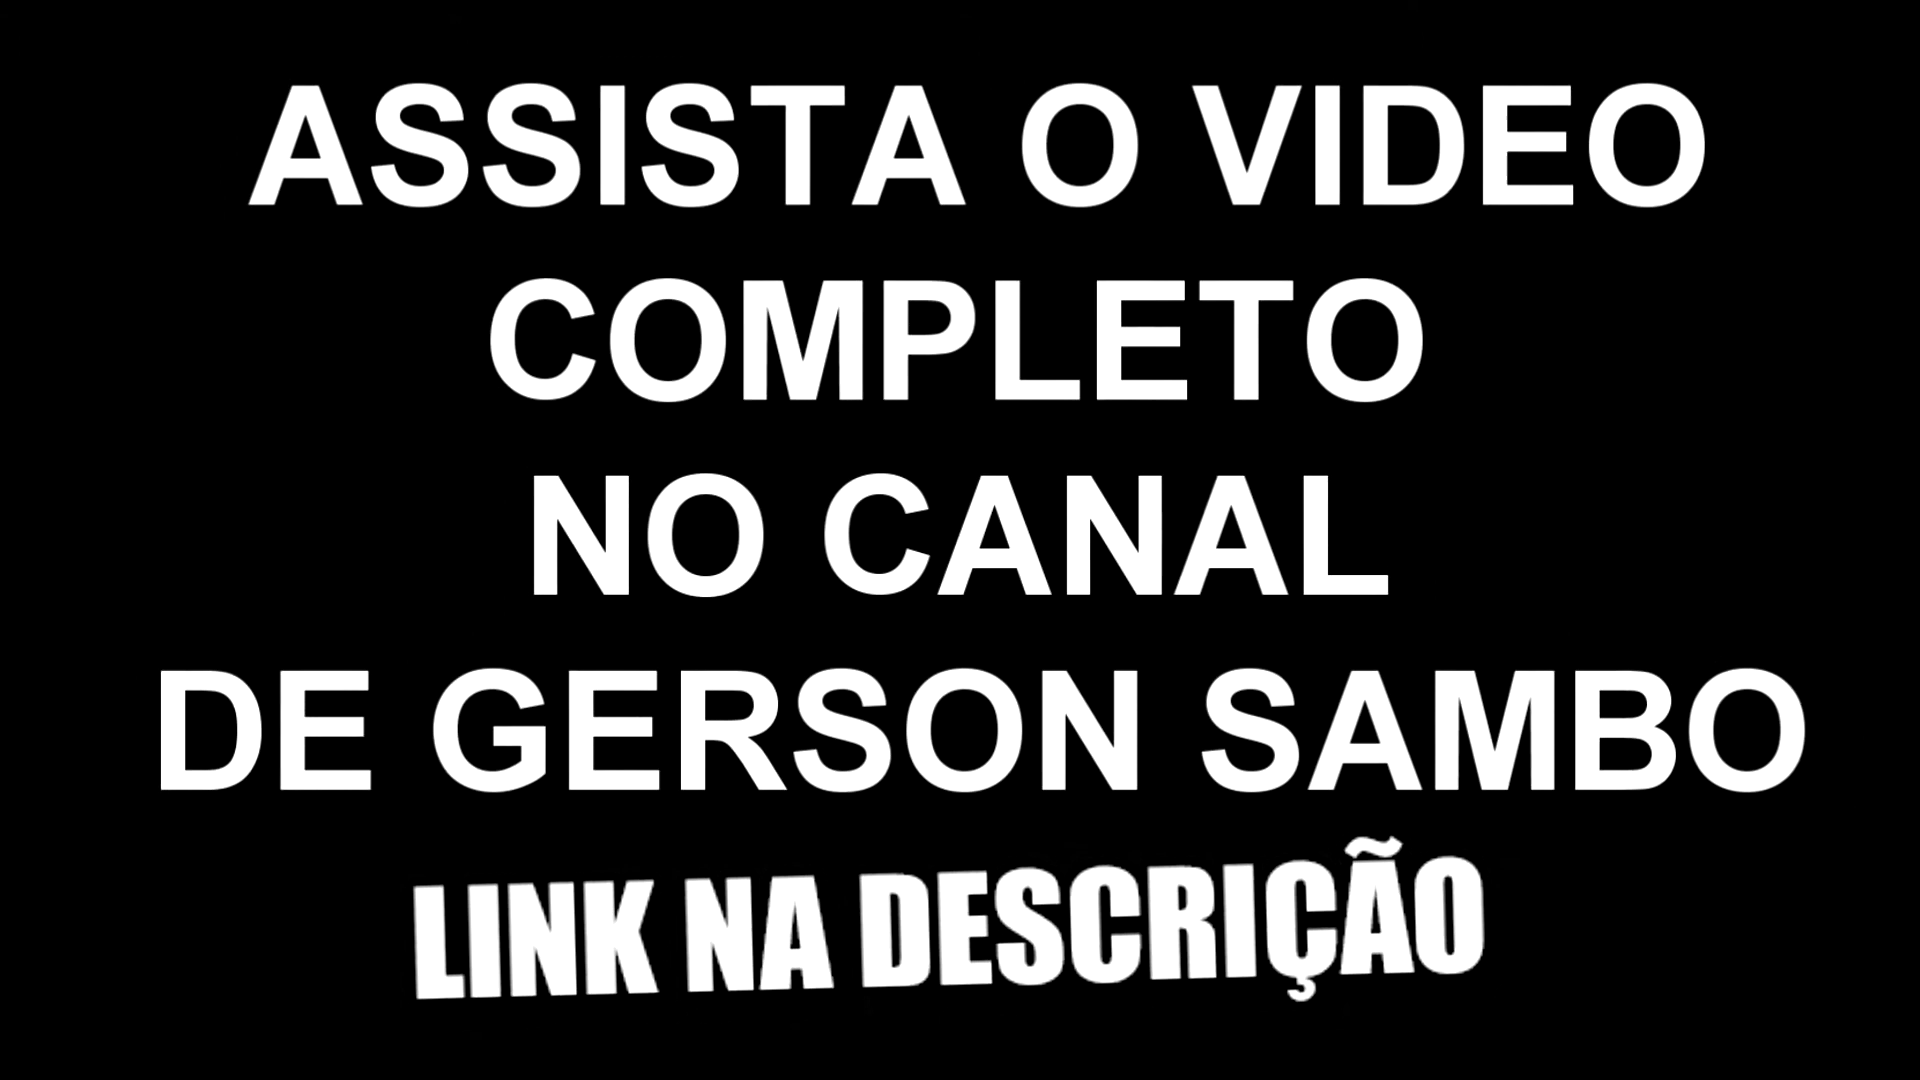 ASSISTA O VIDEO
COMPLETO
NO CANAL
DE GERSON SAMBO
LINK NA DESCRIÇÃO